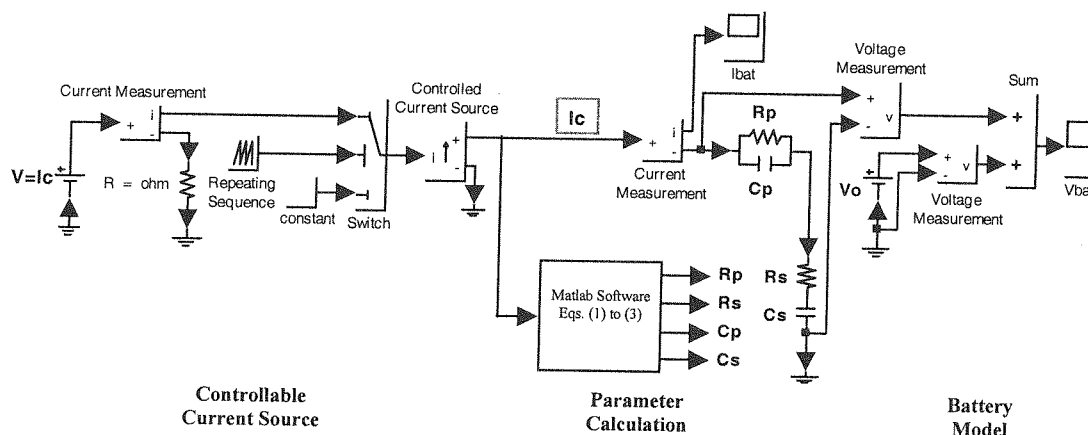 Current Measurement
+
-
i
V=Ic
+
R = ohm
Repeating
Sequence
constant
Switch
Controlled
Current Source
i
+
-
Ic
Ibat
+
i
-
Current
Measurement
Rp
Cp
Rs
Cs
Matlab Software
Eqs. (1) to (3)
Rp
Rs
Cp
Cs
Voltage
Measurement
+
-
v
Vo
+
+
-
v
Voltage
Measurement
Sum
+
+
Vba
Controllable
Current Source
Parameter
Calculation
Battery
Model